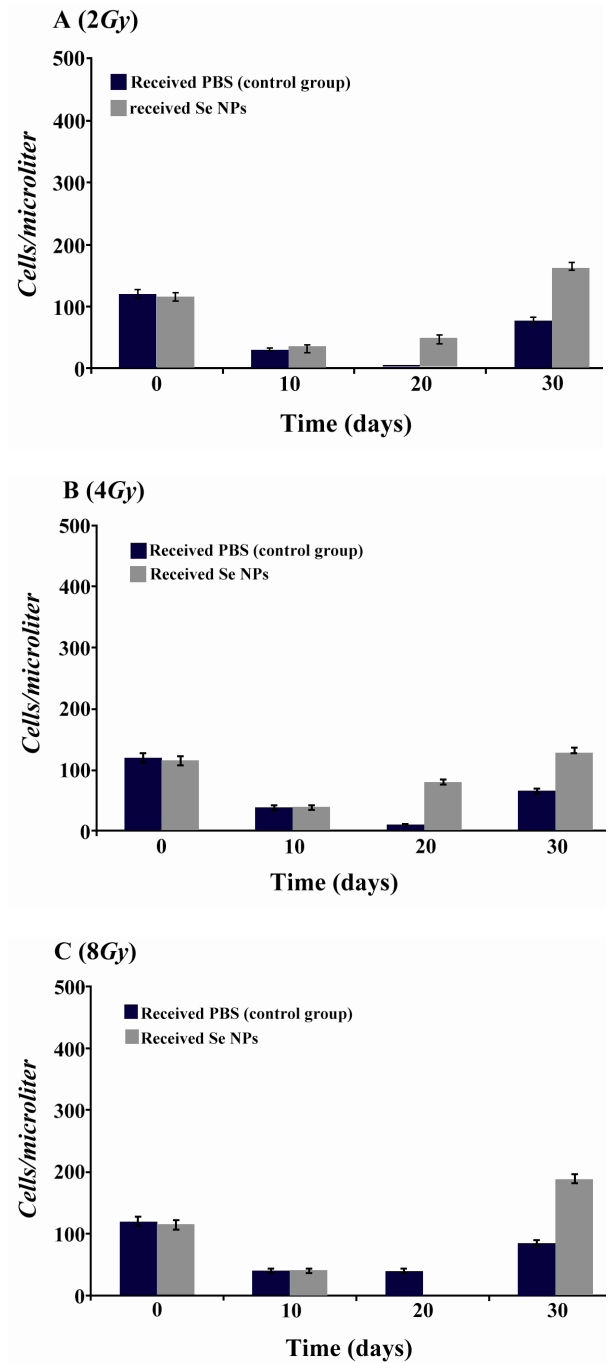 A (2Gy)
500
Received PBS (control group)
received Se NPs
400
300
200
100
0
Cells/microliter
0 10 20 30
Time (days)
B (4Gy)
500
Received PBS (control group)
Received Se NPs
400
300
200
100
0
Cells/microliter
0 10 20 30
Time (days)
C (8Gy)
500
Received PBS (control group)
Received Se NPs
400
300
200
100
0
Cells/microliter
0 10 20 30
Time (days)